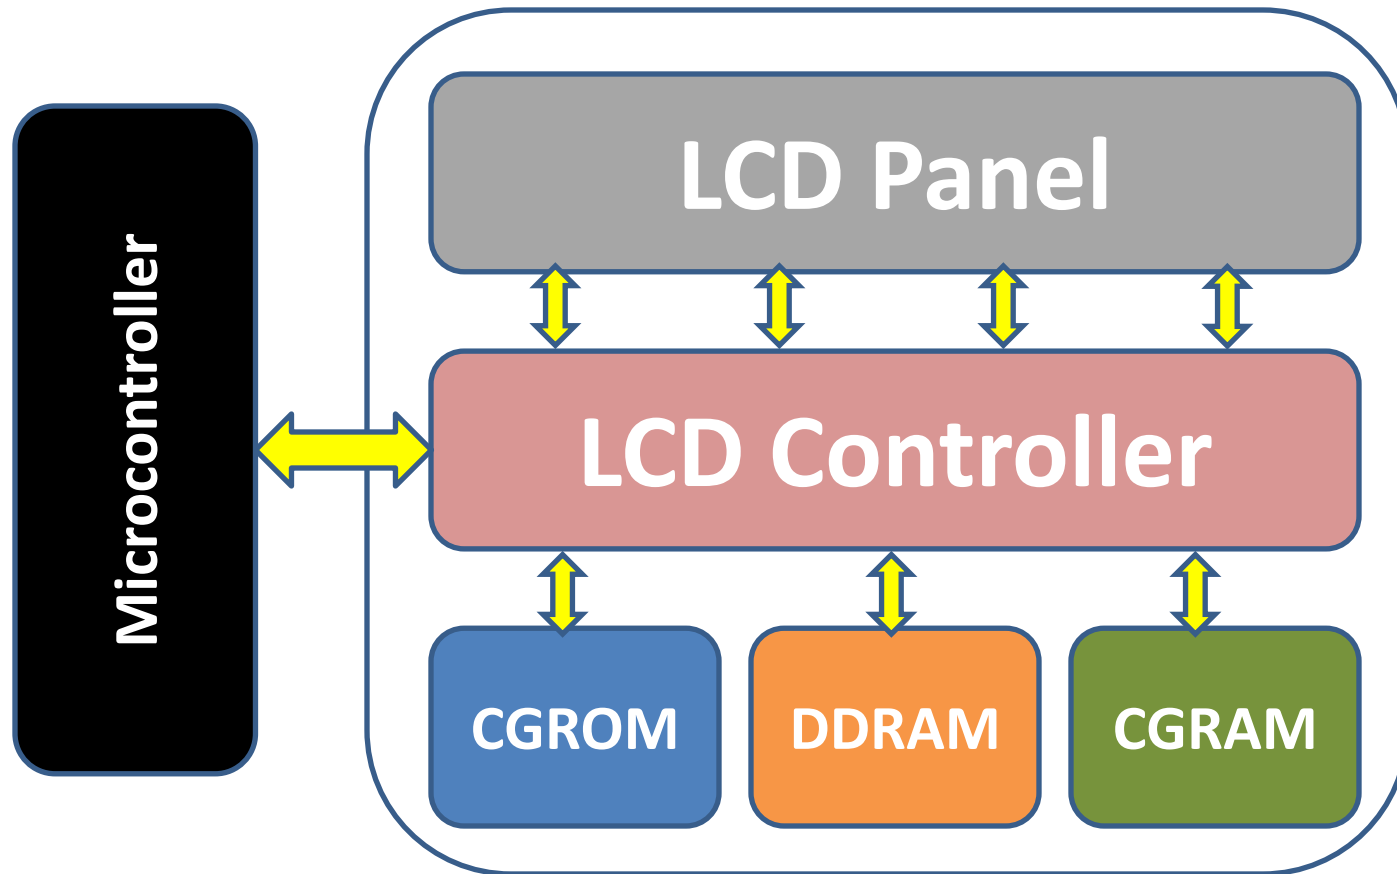 Microcontroller
LCD Panel
LCD Controller
CGROM
DDRAM
CGRAM